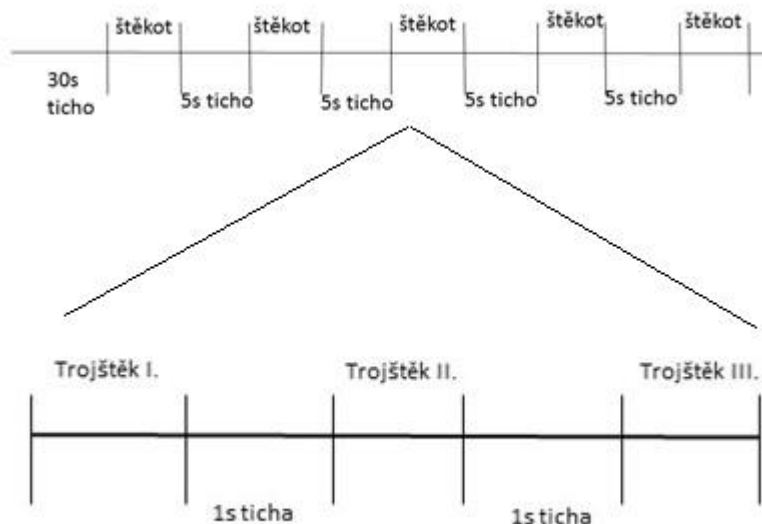 štěkot štěkot štěkot štěkot štěkot
30s
ticho
5s ticho 5s ticho 5s ticho 5s ticho
Trojštěk I. Trojštěk II. Trojštěk III.
1s ticha 1s ticha